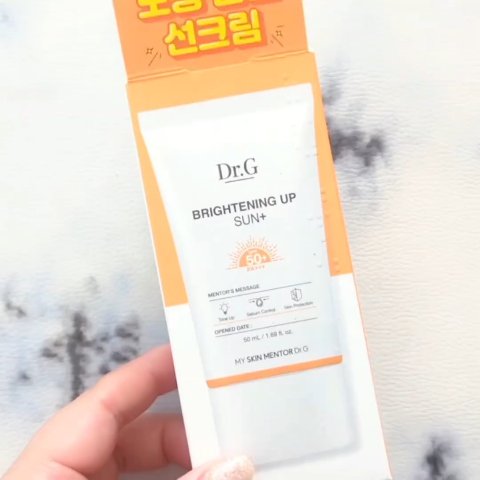 선크림
Dr.G
BRIGHTENING UP
SUN+
50+
PA+++
MENTOR'S MESSAGE
Tone Up
Sebum Control
Skin Protection
OPENED DATE :
50 mL / 1.69 fl. oz.
MY SKIN MENTOR Dr.G